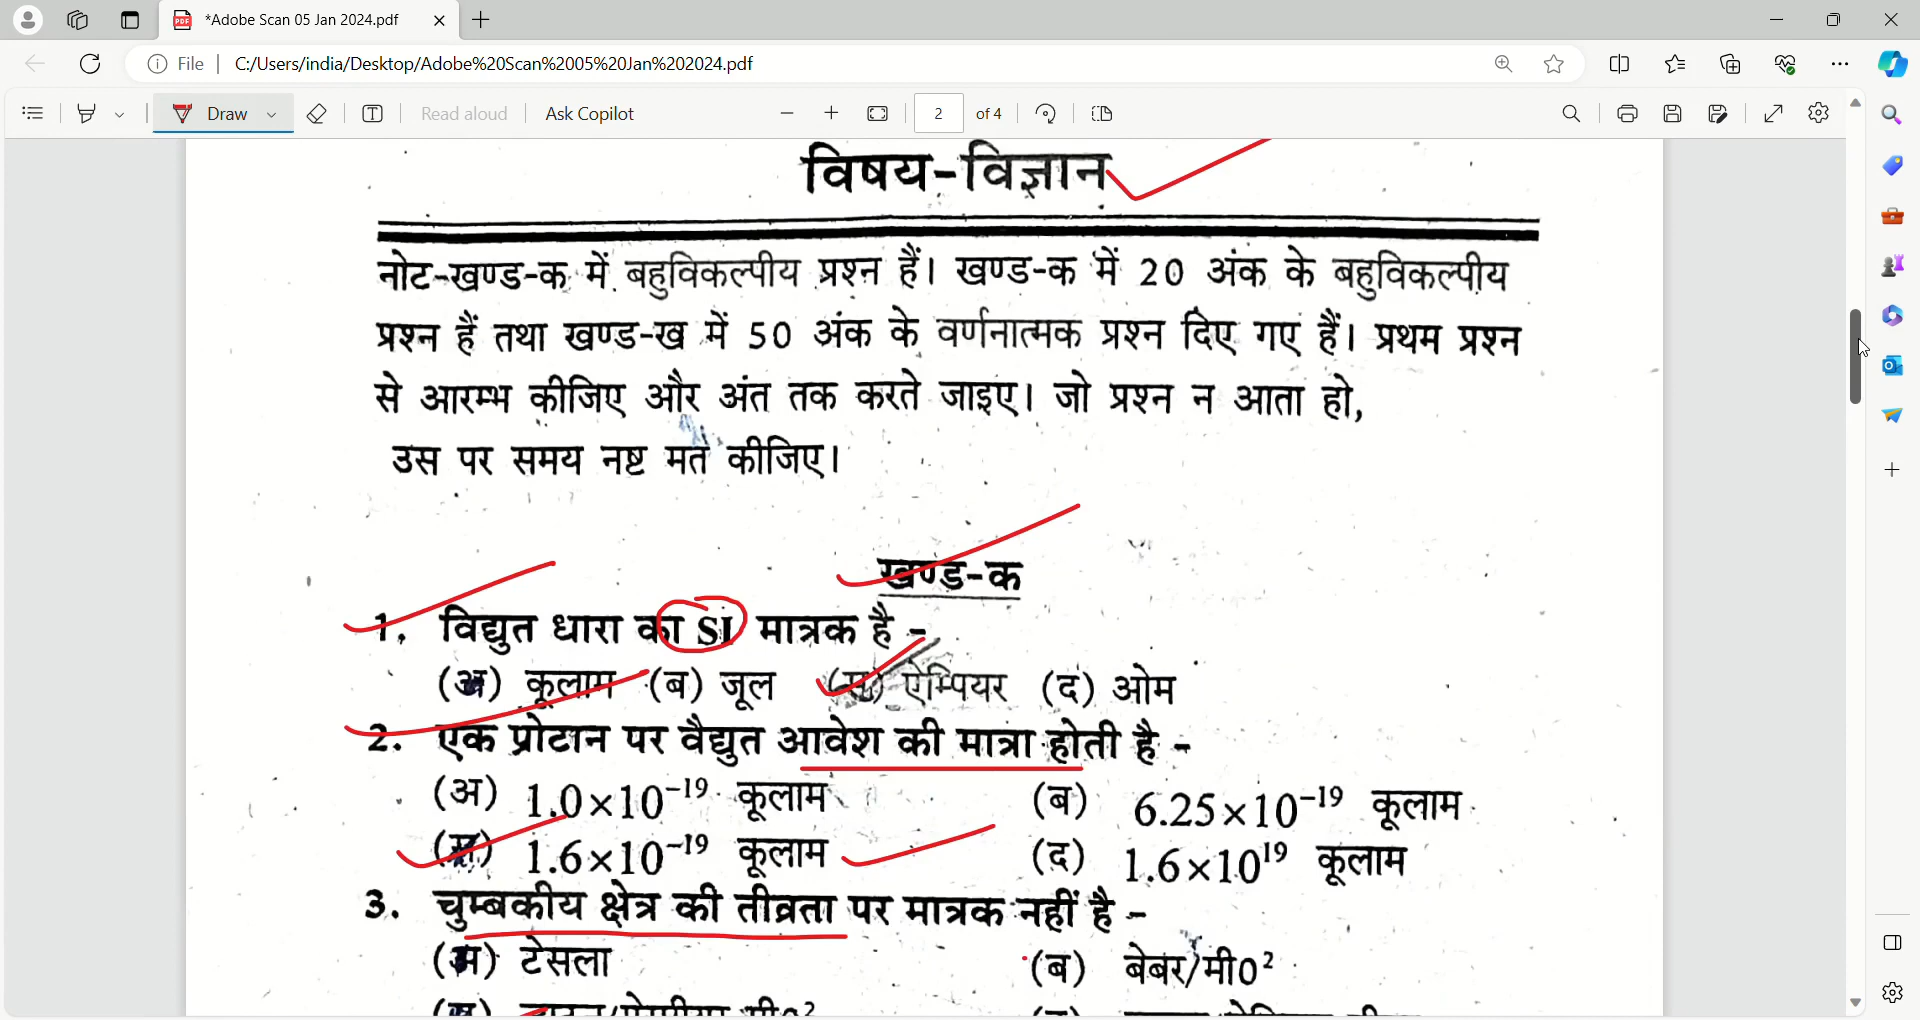 *Adobe Scan 05 Jan 2024.pdf
File C:/Users/india/Desktop/Adobe%20Scan%2005%20Jan%202024.pdf
Draw Read aloud Ask Copilot 2 of 4
विषय-विज्ञान
नोट-खण्ड-क में बहुविकल्पीय प्रश्न हैं। खण्ड-क में 20 अंक के बहुविकल्पीय
प्रश्न हैं तथा खण्ड-ख में 50 अंक के वर्णनात्मक प्रश्न दिए गए हैं। प्रथम प्रश्न
से आरम्भ कीजिए और अंत तक करते जाइए। जो प्रश्न न आता हो,
उस पर समय नष्ट मत कीजिए।
खण्ड-क
1. विद्युत धारा का SI मात्रक है -
(अ) कूलाम (ब) जूल (स) ऐम्पियर (द) ओम
2. एक प्रोटान पर वैद्युत आवेश की मात्रा होती है -
(अ) 1.0×10⁻¹⁹ कूलाम (ब) 6.25×10⁻¹⁹ कूलाम
(स) 1.6×10⁻¹⁹ कूलाम (द) 1.6×10¹⁹ कूलाम
3. चुम्बकीय क्षेत्र की तीव्रता पर मात्रक नहीं है -
(अ) टेसला (ब) बेबर/मी0²